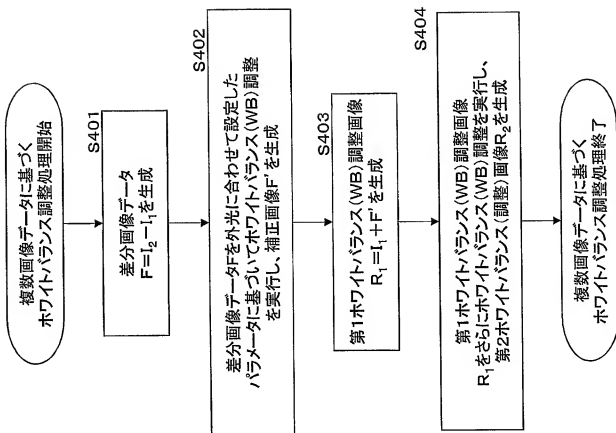 複数画像データに基づく
ホワイトバランス調整処理開始
S401
差分画像データ
F=I₂－I₁を生成
S402
差分画像データFを外光に合わせて設定した
パラメータに基づいてホワイトバランス(WB)調整
を実行し、補正画像F'を生成
S403
第1ホワイトバランス(WB)調整画像
R₁=I₁+F'を生成
S404
第1ホワイトバランス(WB)調整画像
R₁をさらにホワイトバランス(WB)調整を実行し、
第2ホワイトバランス(調整)画像R₂を生成
複数画像データに基づく
ホワイトバランス調整処理終了